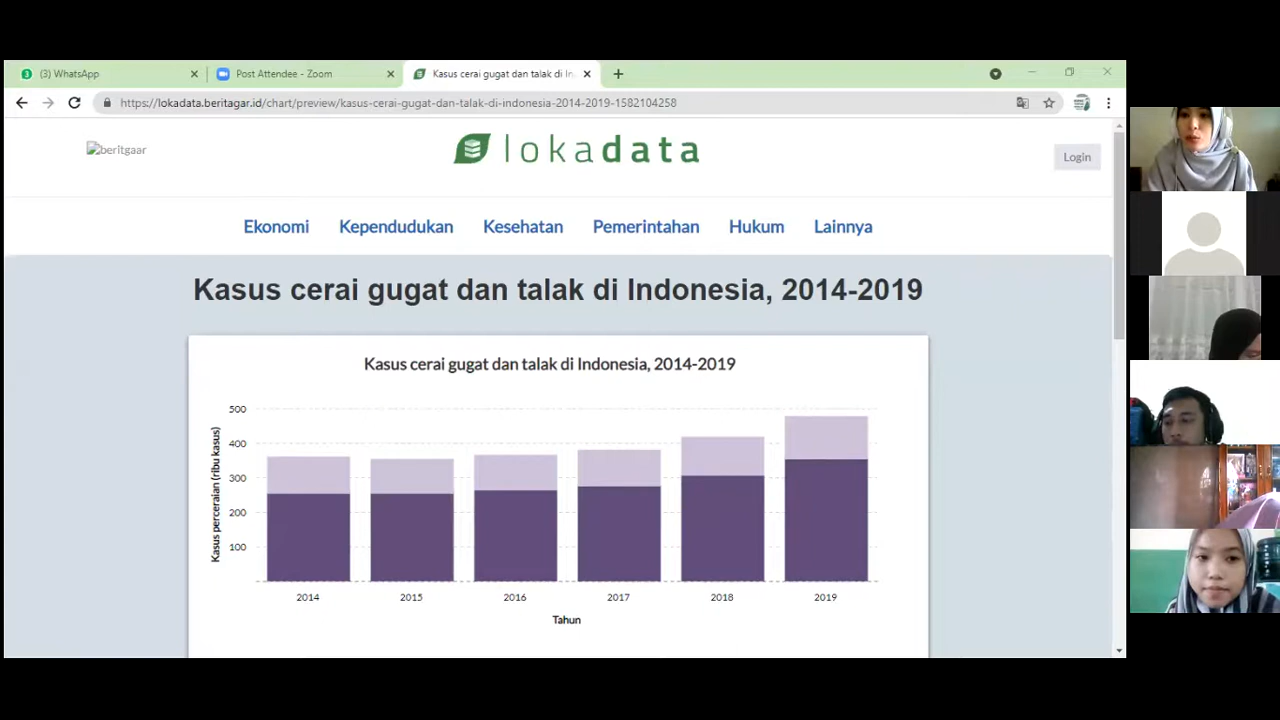 (3) WhatsApp
Post Attendee - Zoom
Kasus cerai gugat dan talak di In
https://lokadata.beritagar.id/chart/preview/kasus-cerai-gugat-dan-talak-di-indonesia-2014-2019-1582104258
beritgaar
lokadata
Login
Ekonomi Kependudukan Kesehatan Pemerintahan Hukum Lainnya
Kasus cerai gugat dan talak di Indonesia, 2014-2019
Kasus cerai gugat dan talak di Indonesia, 2014-2019
Kasus perceraian (ribu kasus)
500
400
300
200
100
2014 2015 2016 2017 2018 2019
Tahun